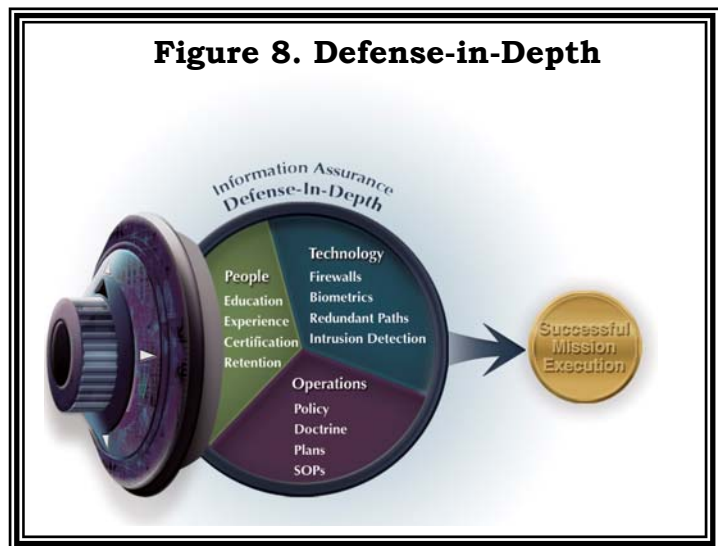 Figure 8. Defense-in-Depth
Information Assurance
Defense-In-Depth
People
Education
Experience
Certification
Retention
Technology
Firewalls
Biometrics
Redundant Paths
Intrusion Detection
Operations
Policy
Doctrine
Plans
SOPs
Successful
Mission
Execution